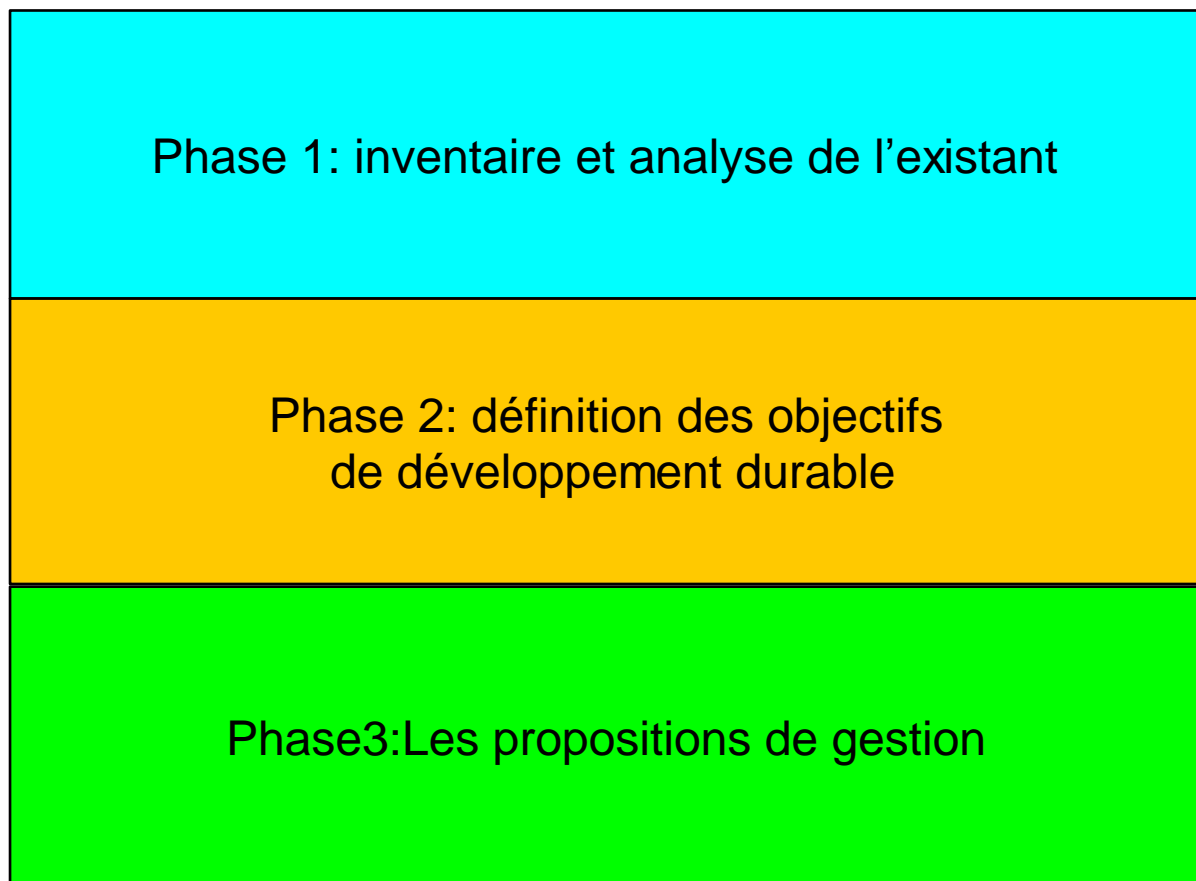 Phase 1: inventaire et analyse de l’existant
Phase 2: définition des objectifs
de développement durable
Phase3:Les propositions de gestion